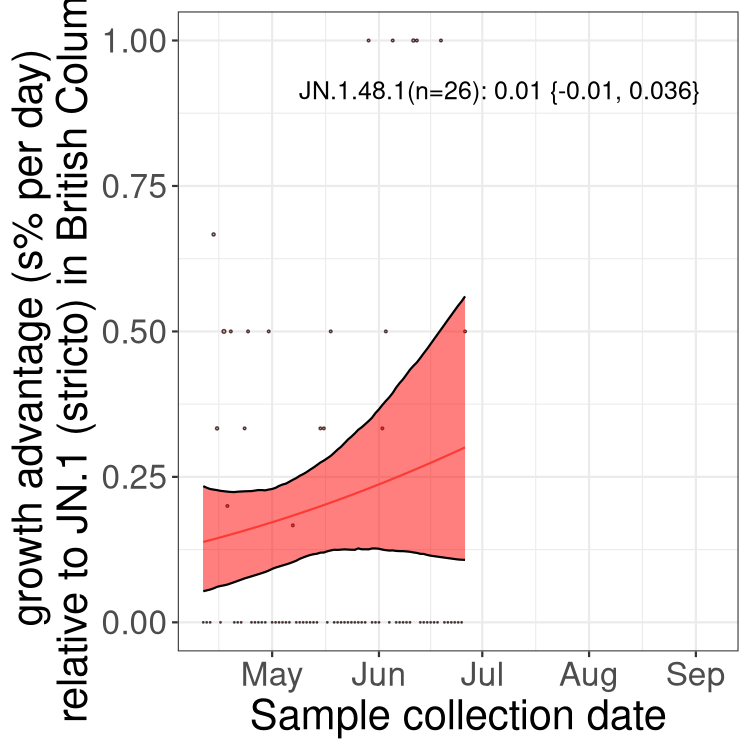 growth advantage (s% per day)
relative to JN.1 (stricto) in British Colum
1.00
0.75
0.50
0.25
0.00
JN.1.48.1(n=26): 0.01 {-0.01, 0.036}
May Jun Jul Aug Sep
Sample collection date